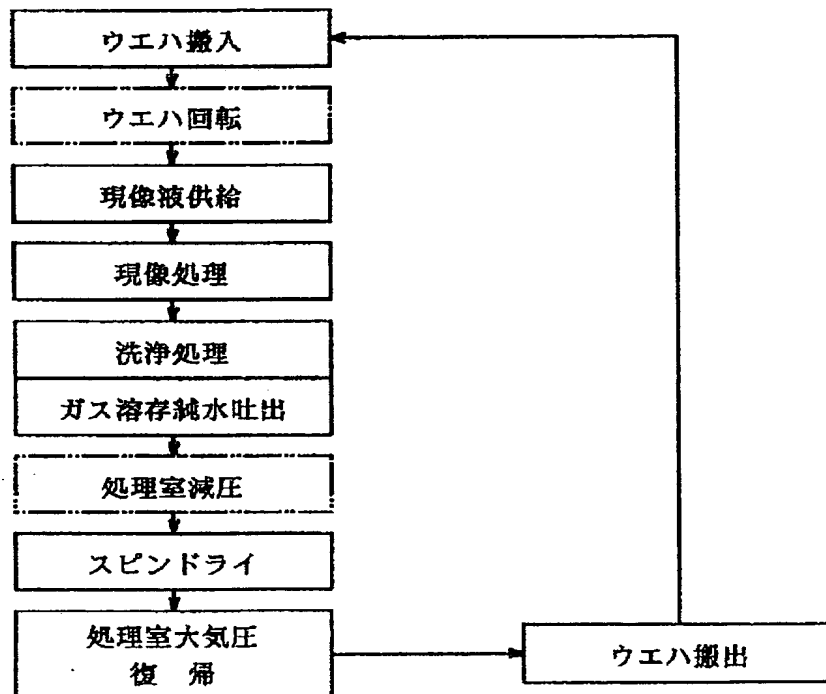 ウエハ搬入
ウエハ回転
現像液供給
現像処理
洗浄処理
ガス溶存純水吐出
処理室減圧
スピンドライ
処理室大気圧
復 帰
ウエハ搬出